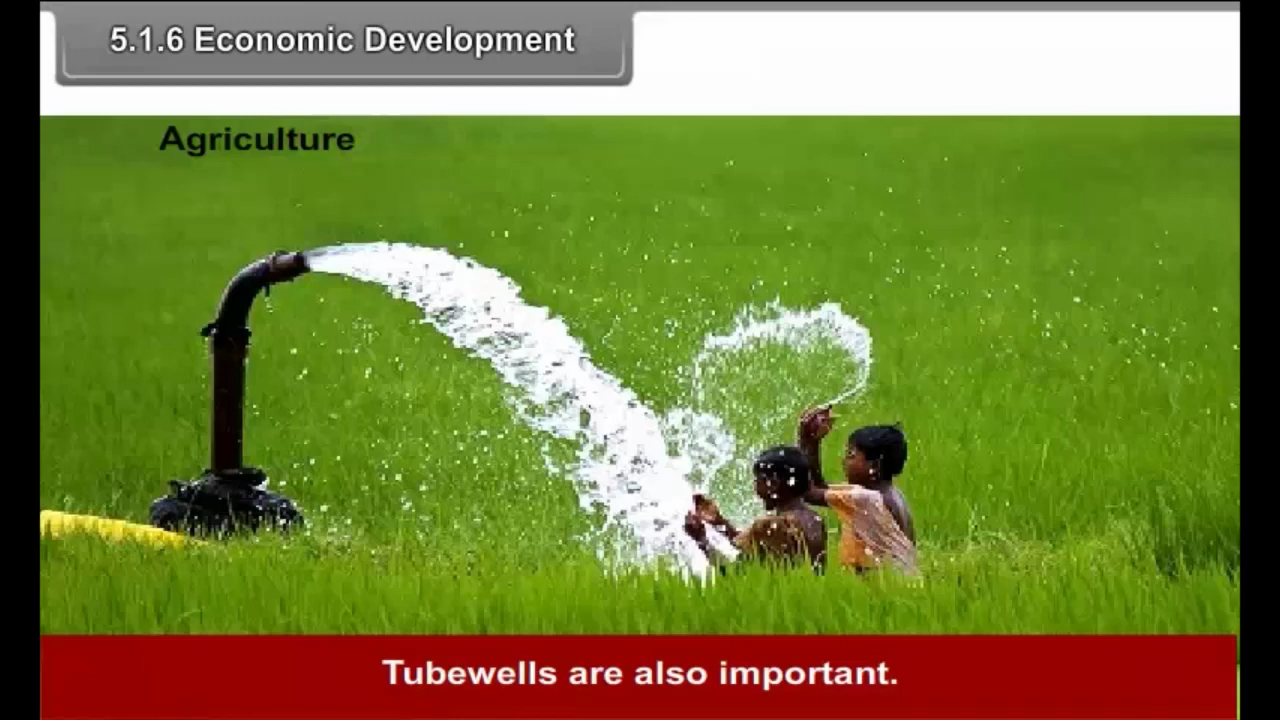 5.1.6 Economic Development
Agriculture
Tubewells are also important.